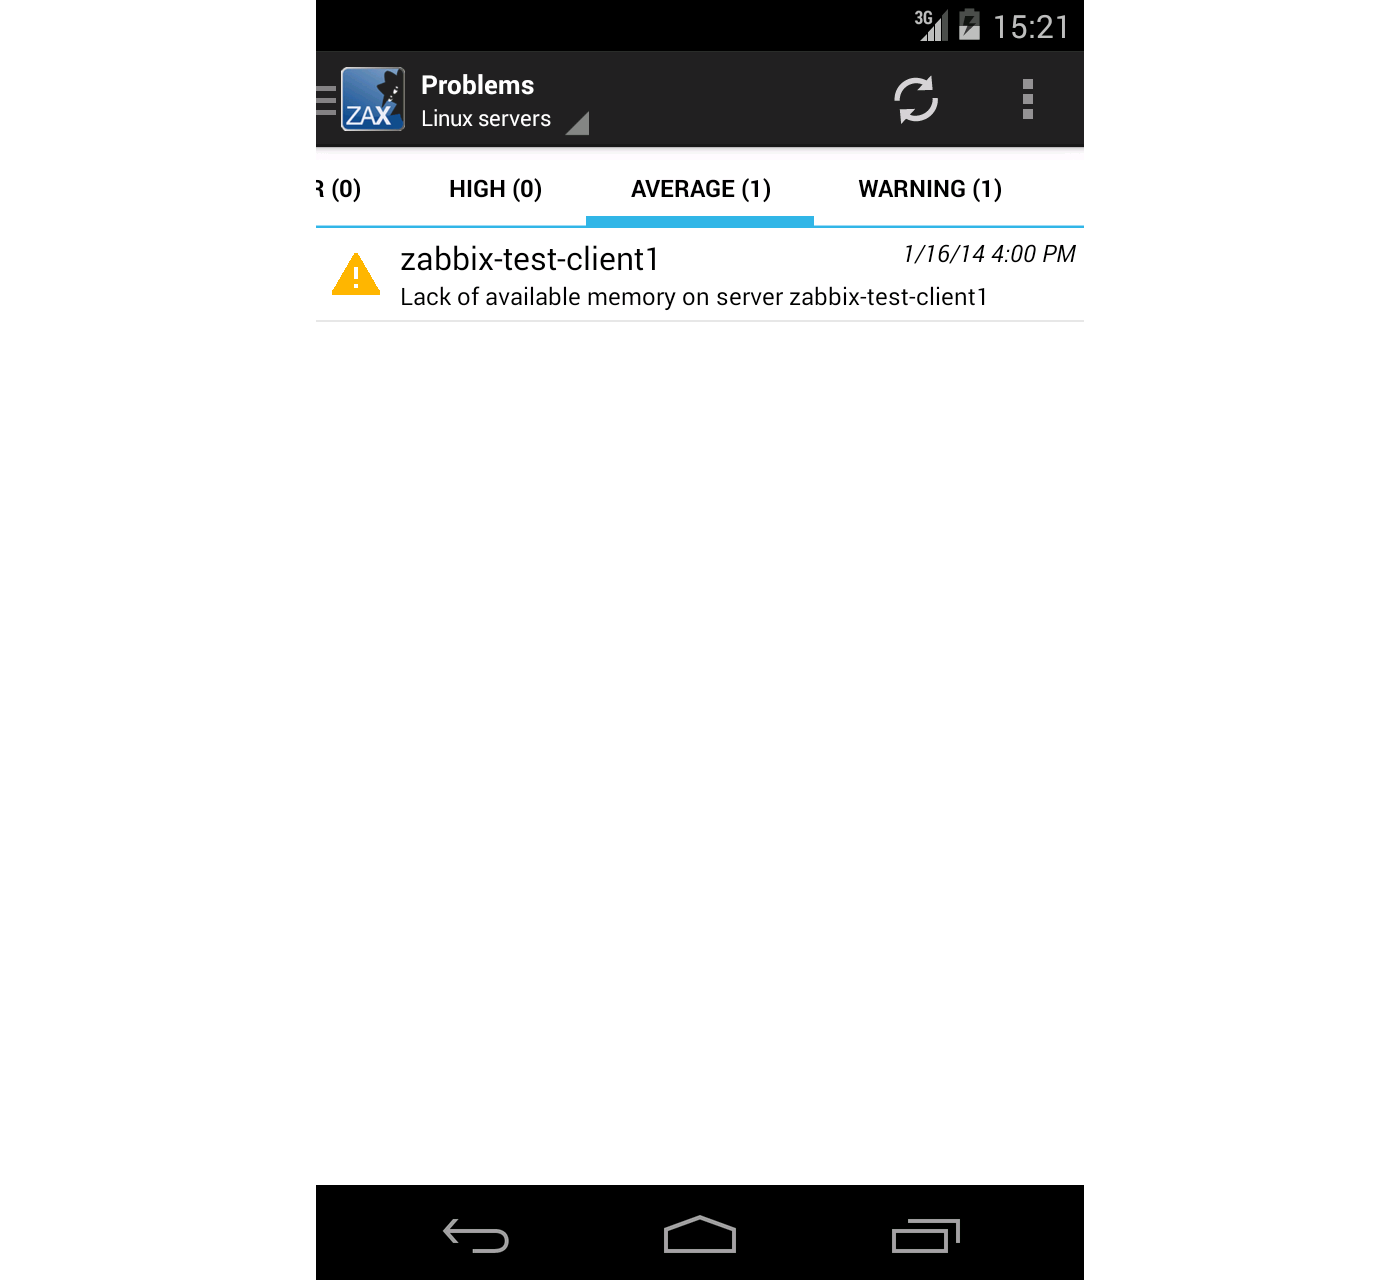 3G 15:21
ZAX
Problems
Linux servers
R (0) HIGH (0) AVERAGE (1) WARNING (1)
zabbix-test-client1 1/16/14 4:00 PM
Lack of available memory on server zabbix-test-client1